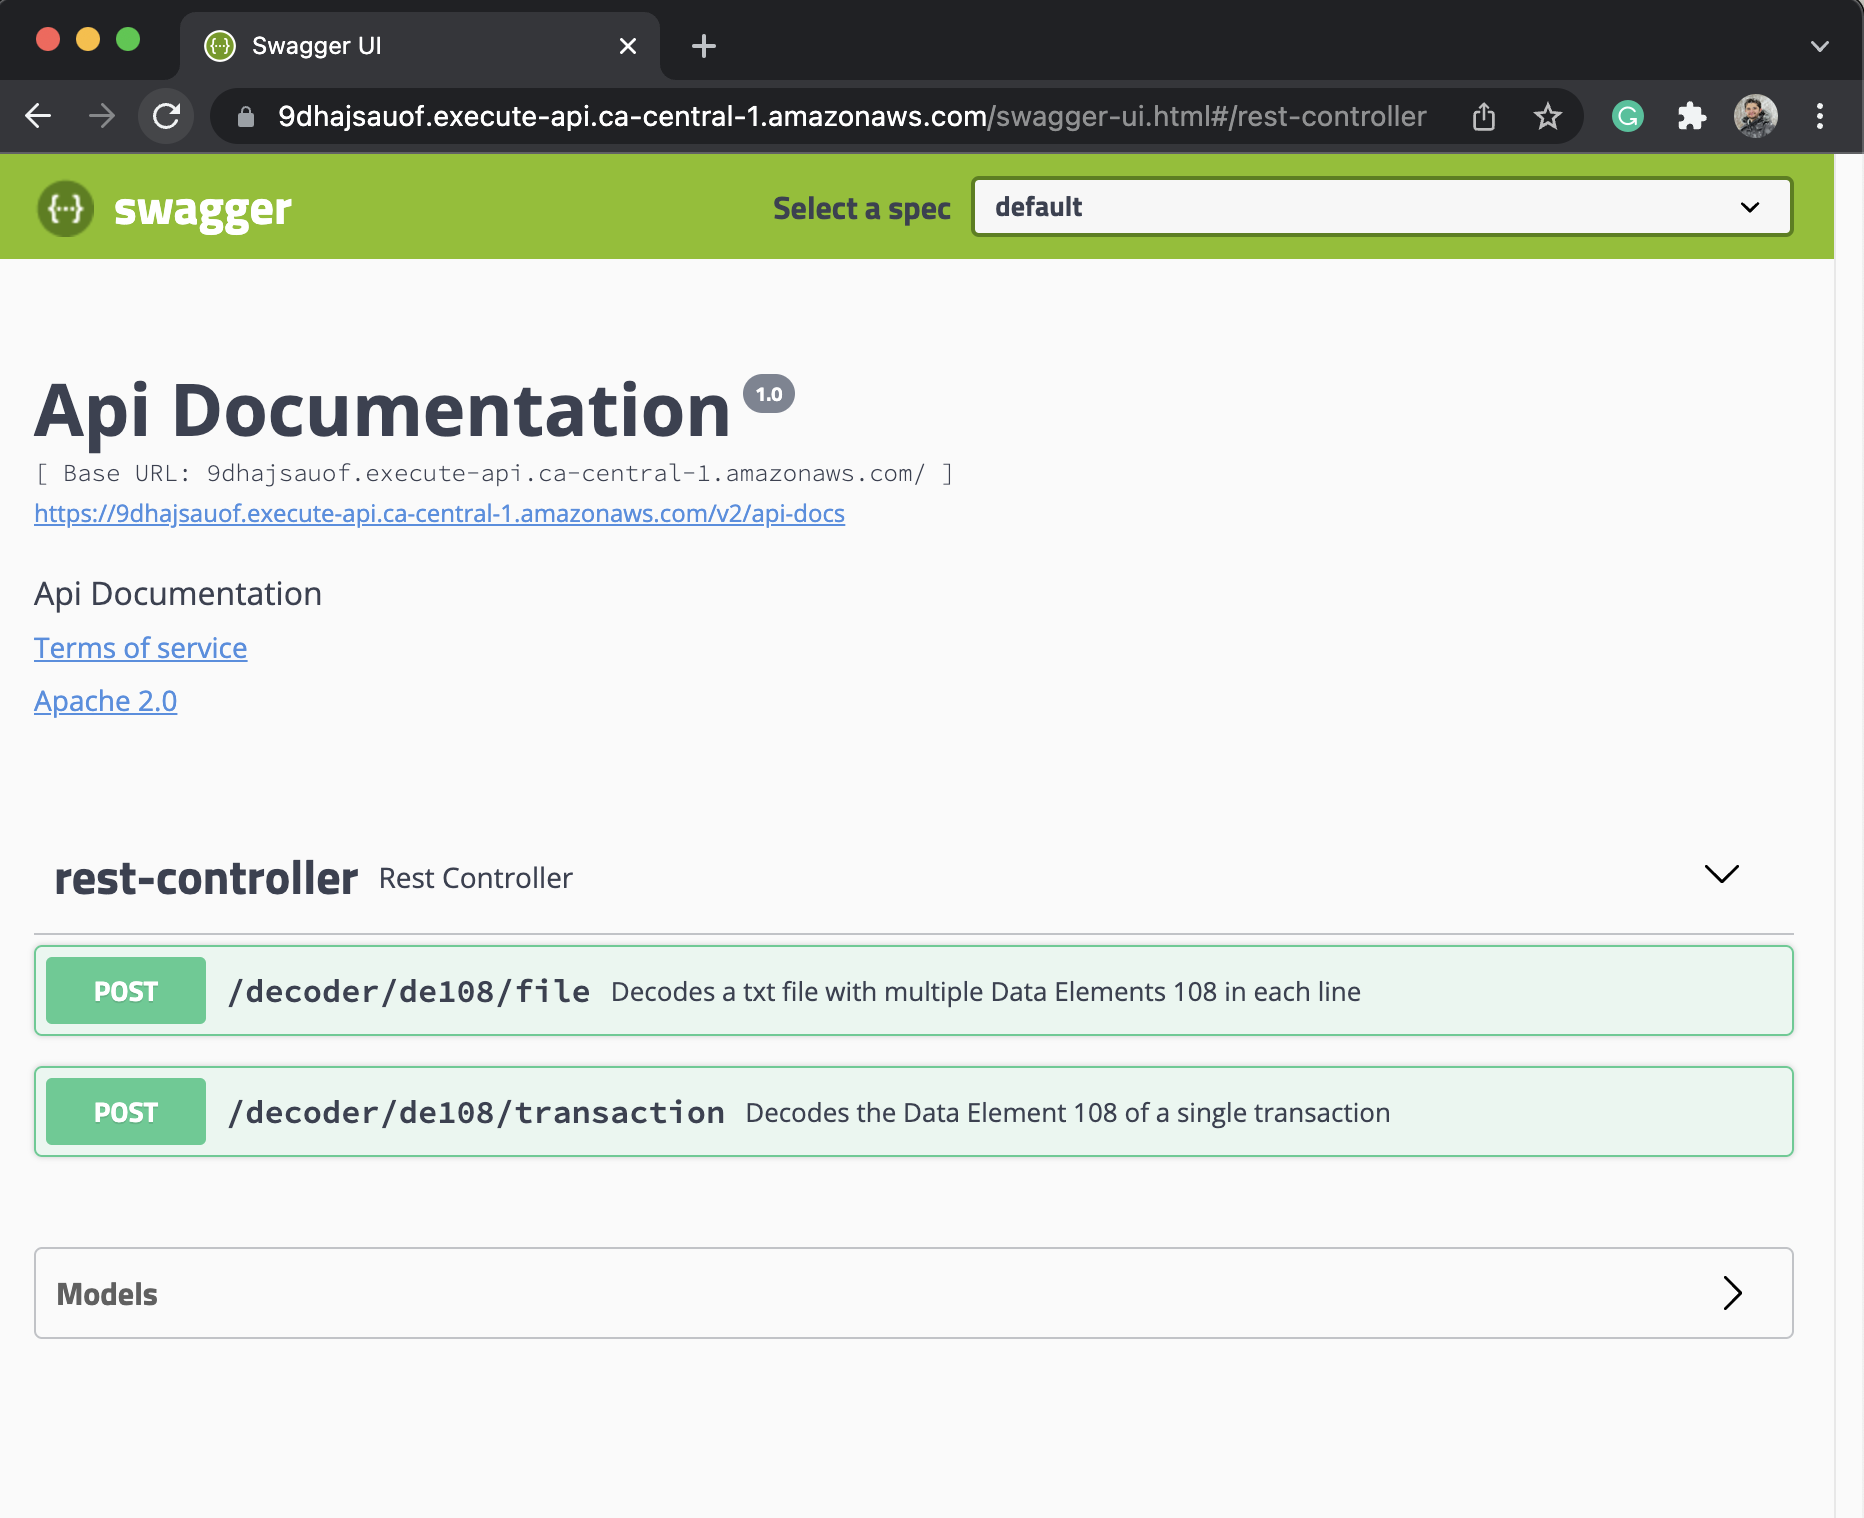 Swagger UI
9dhajsauof.execute-api.ca-central-1.amazonaws.com/swagger-ui.html#/rest-controller
{...} swagger
Select a spec
default
Api Documentation 1.0
[ Base URL: 9dhajsauof.execute-api.ca-central-1.amazonaws.com/ ]
https://9dhajsauof.execute-api.ca-central-1.amazonaws.com/v2/api-docs
Api Documentation
Terms of service
Apache 2.0
rest-controller Rest Controller
POST /decoder/de108/file Decodes a txt file with multiple Data Elements 108 in each line
POST /decoder/de108/transaction Decodes the Data Element 108 of a single transaction
Models